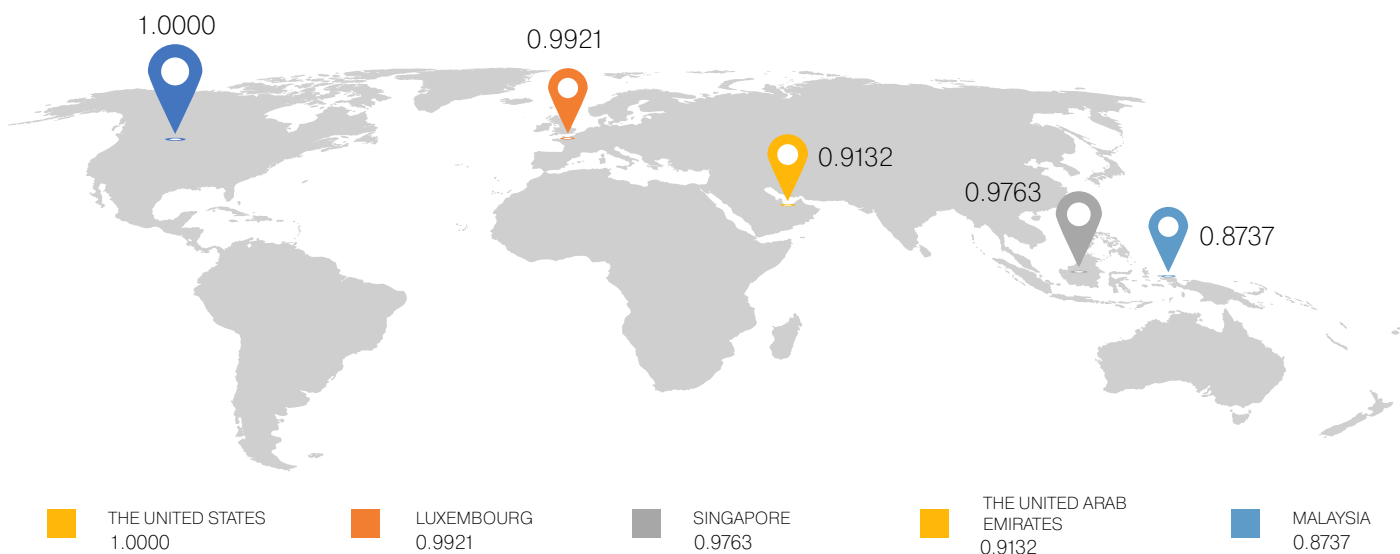 1.0000
0.9921
0.9132
0.9763
0.8737
THE UNITED STATES
1.0000
LUXEMBOURG
0.9921
SINGAPORE
0.9763
THE UNITED ARAB
EMIRATES
0.9132
MALAYSIA
0.8737